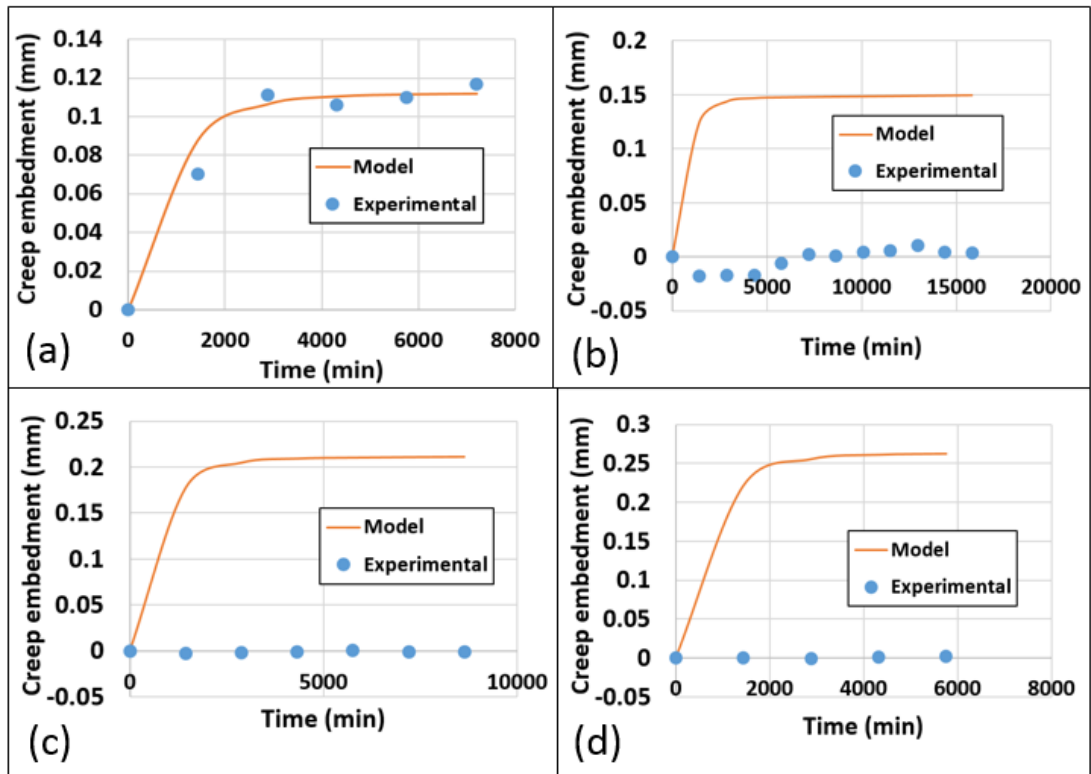 Creep embedment (mm)
0.14
0.12
0.1
0.08
0.06
0.04
0.02
0
Model
Experimental
0 2000 4000 6000 8000
Time (min)
(a)
Creep embedment (mm)
0.2
0.15
0.1
0.05
0
-0.05
Model
Experimental
0 5000 10000 15000 20000
Time (min)
(b)
Creep embedment (mm)
0.25
0.2
0.15
0.1
0.05
0
-0.05
Model
Experimental
0 5000 10000
Time (min)
(c)
Creep embedment (mm)
0.3
0.25
0.2
0.15
0.1
0.05
0
-0.05
Model
Experimental
0 2000 4000 6000 8000
Time (min)
(d)